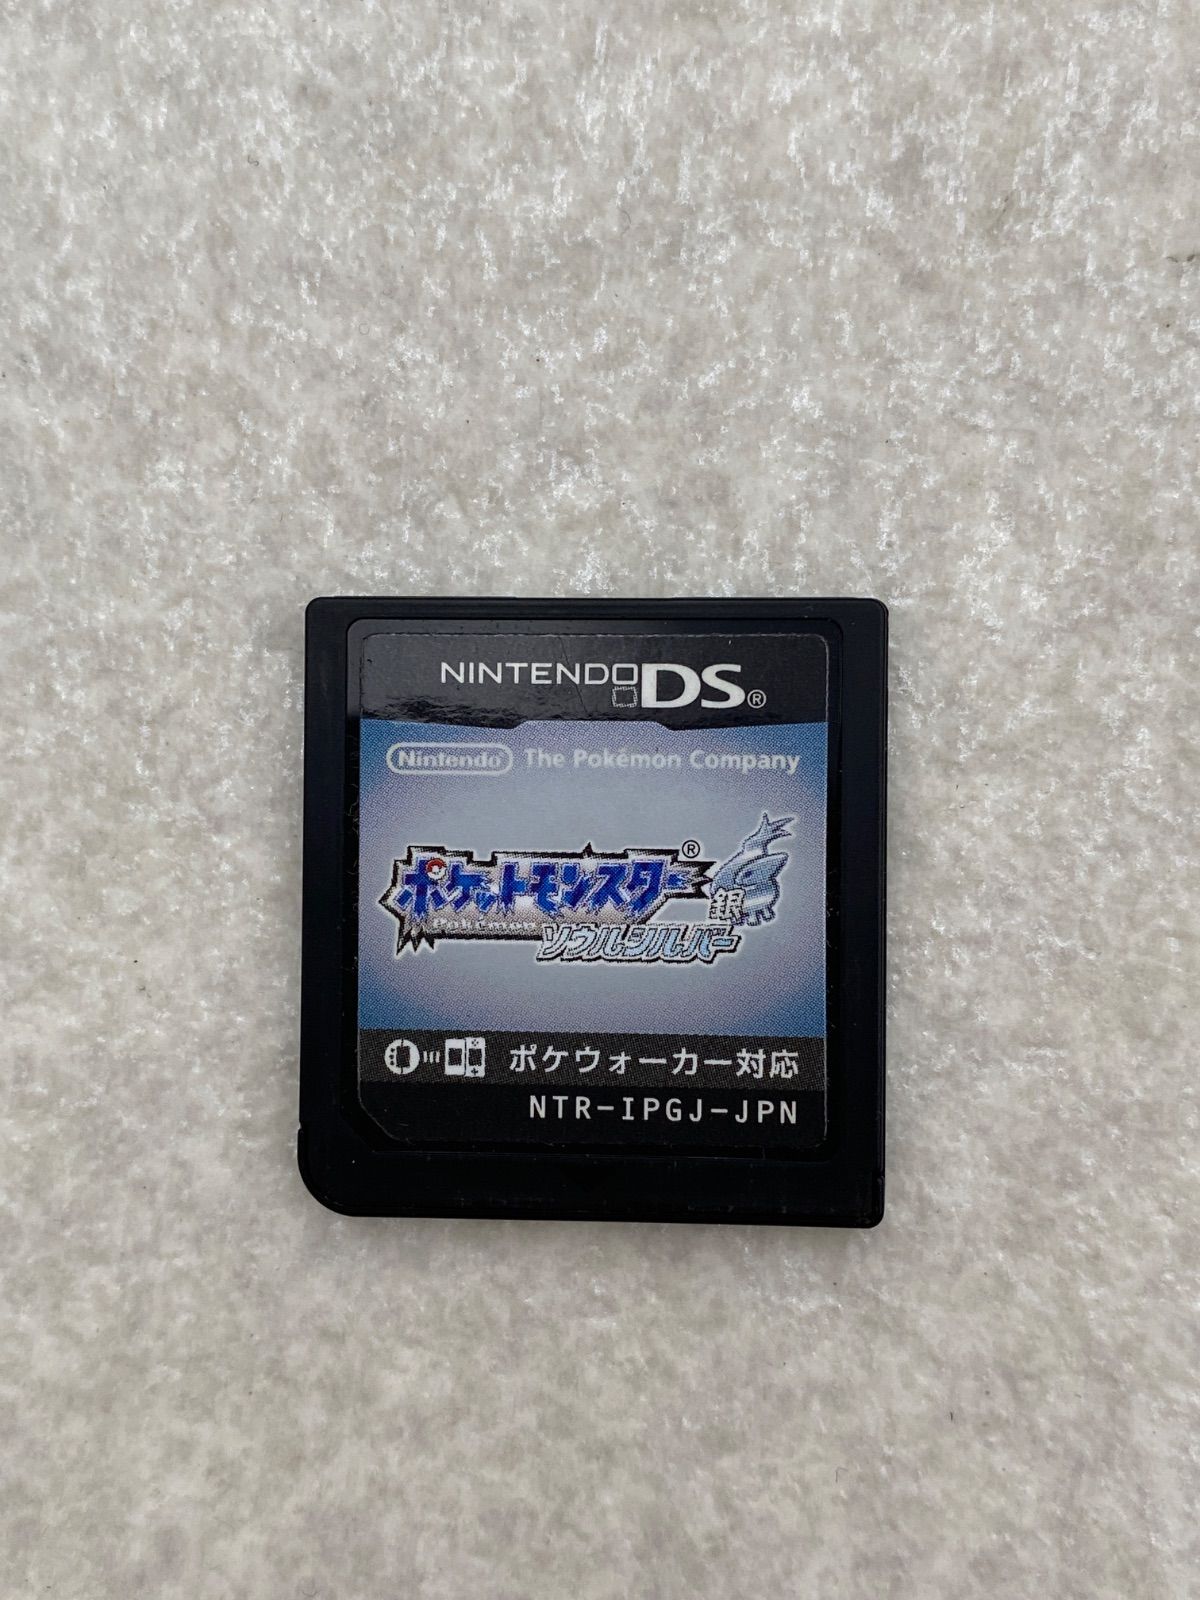 NINTENDO DS®
Nintendo The Pokémon Company
ポケットモンスター®
Pokémon
銀
ソウルシルバー
ポケウォーカー対応
NTR-IPGJ-JPN